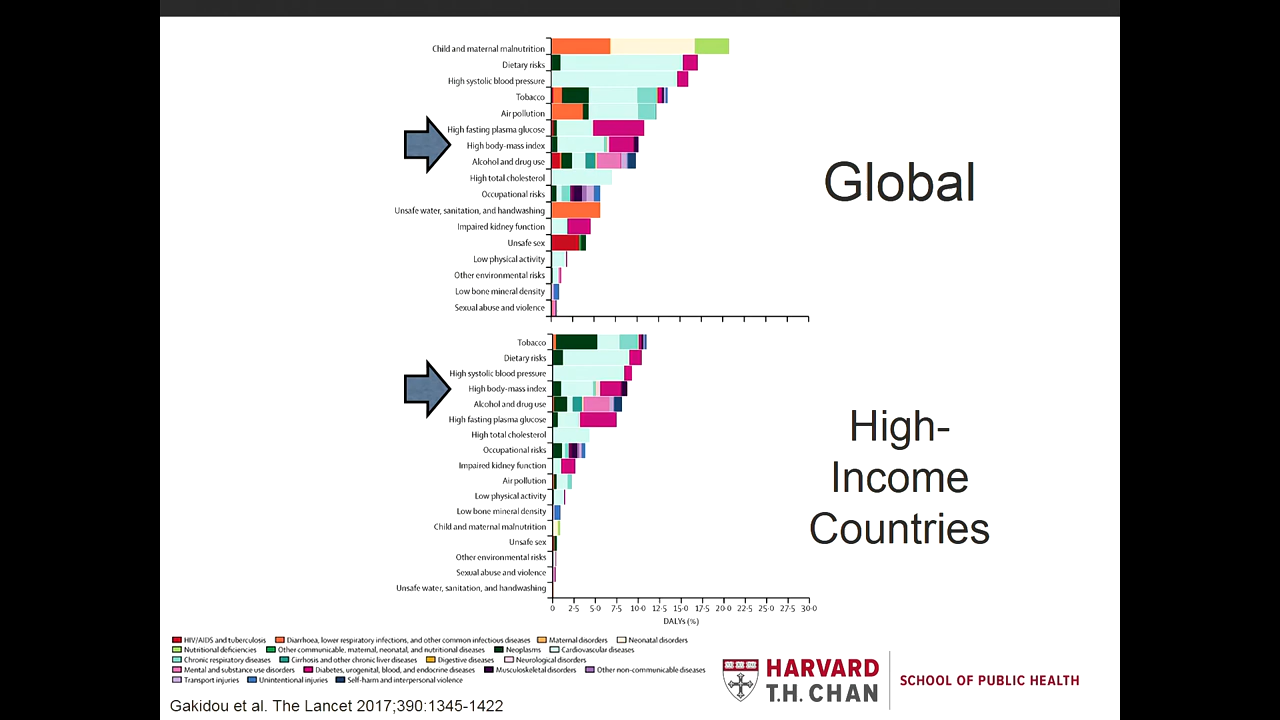 Child and maternal malnutrition
Dietary risks
High systolic blood pressure
Tobacco
Air pollution
High fasting plasma glucose
High body-mass index
Alcohol and drug use
High total cholesterol
Occupational risks
Unsafe water, sanitation, and handwashing
Impaired kidney function
Unsafe sex
Low physical activity
Other environmental risks
Low bone mineral density
Sexual abuse and violence
Global
Tobacco
Dietary risks
High systolic blood pressure
High body-mass index
Alcohol and drug use
High fasting plasma glucose
High total cholesterol
Occupational risks
Impaired kidney function
Air pollution
Low physical activity
Low bone mineral density
Child and maternal malnutrition
Unsafe sex
Other environmental risks
Sexual abuse and violence
Unsafe water, sanitation, and handwashing
High-
Income
Countries
0 2·5 5·0 7·5 10·0 12·5 15·0 17·5 20·0 22·5 25·0 27·5 30·0
DALYs (%)
HIV/AIDS and tuberculosis Diarrhoea, lower respiratory infections, and other common infectious diseases Maternal disorders Neonatal disorders
Nutritional deficiencies Other communicable, maternal, neonatal, and nutritional diseases Neoplasms Cardiovascular diseases
Chronic respiratory diseases Cirrhosis and other chronic liver diseases Digestive diseases Neurological disorders
Mental and substance use disorders Diabetes, urogenital, blood, and endocrine diseases Musculoskeletal disorders Other non-communicable diseases
Transport injuries Unintentional injuries Self-harm and interpersonal violence
HARVARD
T.H. CHAN
SCHOOL OF PUBLIC HEALTH
Gakidou et al. The Lancet 2017;390:1345-1422